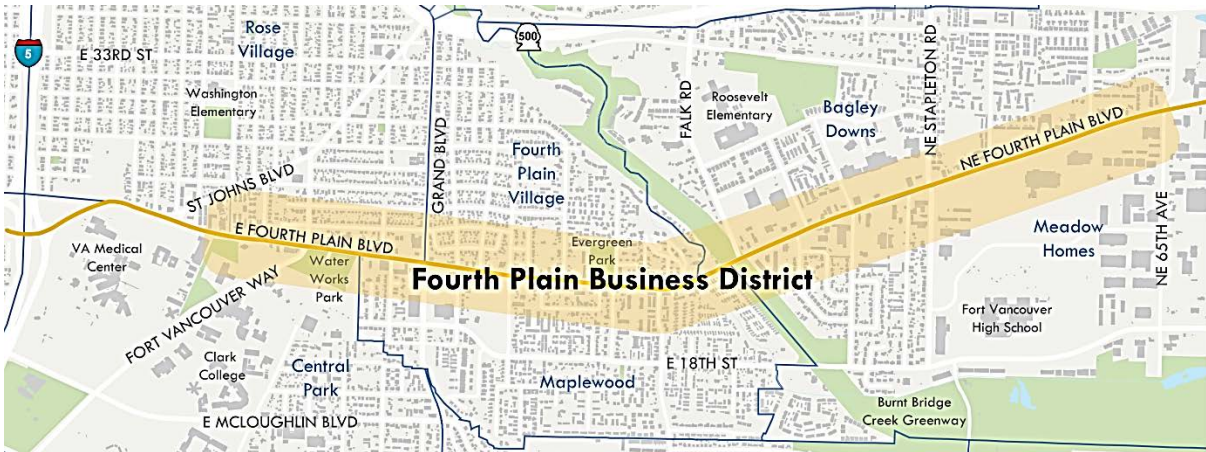 5
E 33RD ST
Rose
Village
500
Washington
Elementary
ST JOHNS BLVD
GRAND BLVD
Fourth
Plain
Village
FALK RD
Roosevelt
Elementary
Bagley
Downs
NE STAPLETON RD
NE FOURTH PLAIN BLVD
VA Medical
Center
E FOURTH PLAIN BLVD
Water
Works
Park
Evergreen
Park
Fourth Plain Business District
Meadow
Homes
NE 65TH AVE
FORT VANCOUVER WAY
Fort Vancouver
High School
Clark
College
Central
Park
Maplewood
E 18TH ST
E MCLOUGHLIN BLVD
Burnt Bridge
Creek Greenway